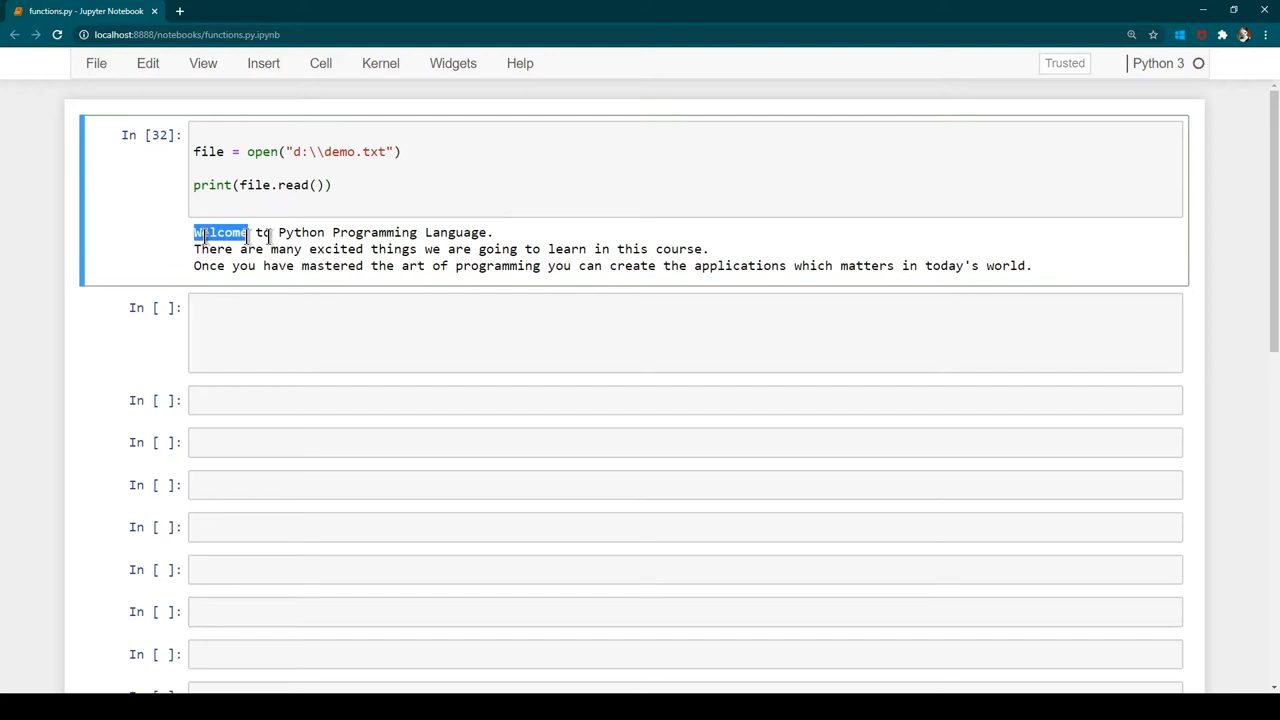 functions.py - Jupyter Notebook
localhost:8888/notebooks/functions.py.ipynb
File Edit View Insert Cell Kernel Widgets Help Trusted Python 3
In [32]:
file = open("d:\\demo.txt")
print(file.read())
Welcome to Python Programming Language.
There are many excited things we are going to learn in this course.
Once you have mastered the art of programming you can create the applications which matters in today's world.
In [ ]:
In [ ]:
In [ ]:
In [ ]:
In [ ]:
In [ ]:
In [ ]:
In [ ]: